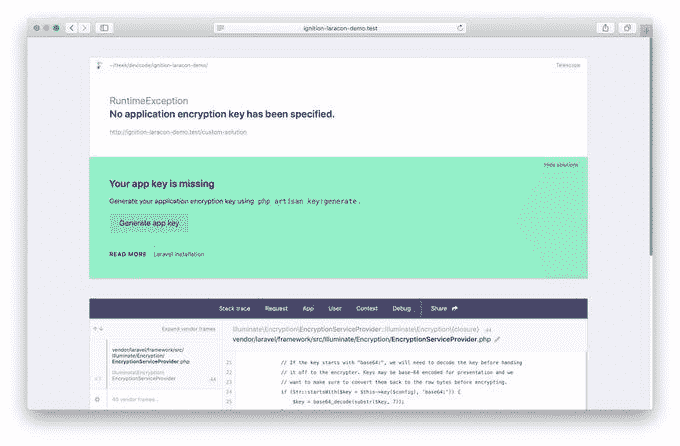 ignition-laracon-demo.test
Telescope
RuntimeException
No application encryption key has been specified.
http://ignition-laracon-demo.test/custom-solution
Hide solutions
Your app key is missing
Generate your application encryption key using php artisan key:generate.
Generate app key
READ MORE Laravel installation
Stack trace Request App User Context Debug Share
Expand vendor frames
Illuminate\Encryption\EncryptionServiceProvider::Illuminate\Encryption\{closure} :44
vendor/laravel/framework/src/Illuminate/Encryption/EncryptionServiceProvider.php
vendor/laravel/framework/src/
Illuminate/Encryption/
EncryptionServiceProvider.php
Illuminate\Encryption\
EncryptionServiceProvider :44
40 vendor frames…
21 // If the key starts with "base64:", we will need to decode the key before handing
22 // it off to the encrypter. Keys may be base-64 encoded for presentation and we
23 // want to make sure to convert them back to the raw bytes before encrypting.
24 if (Str::startsWith($key = $this->key($config), 'base64:')) {
25 $key = base64_decode(substr($key, 7));